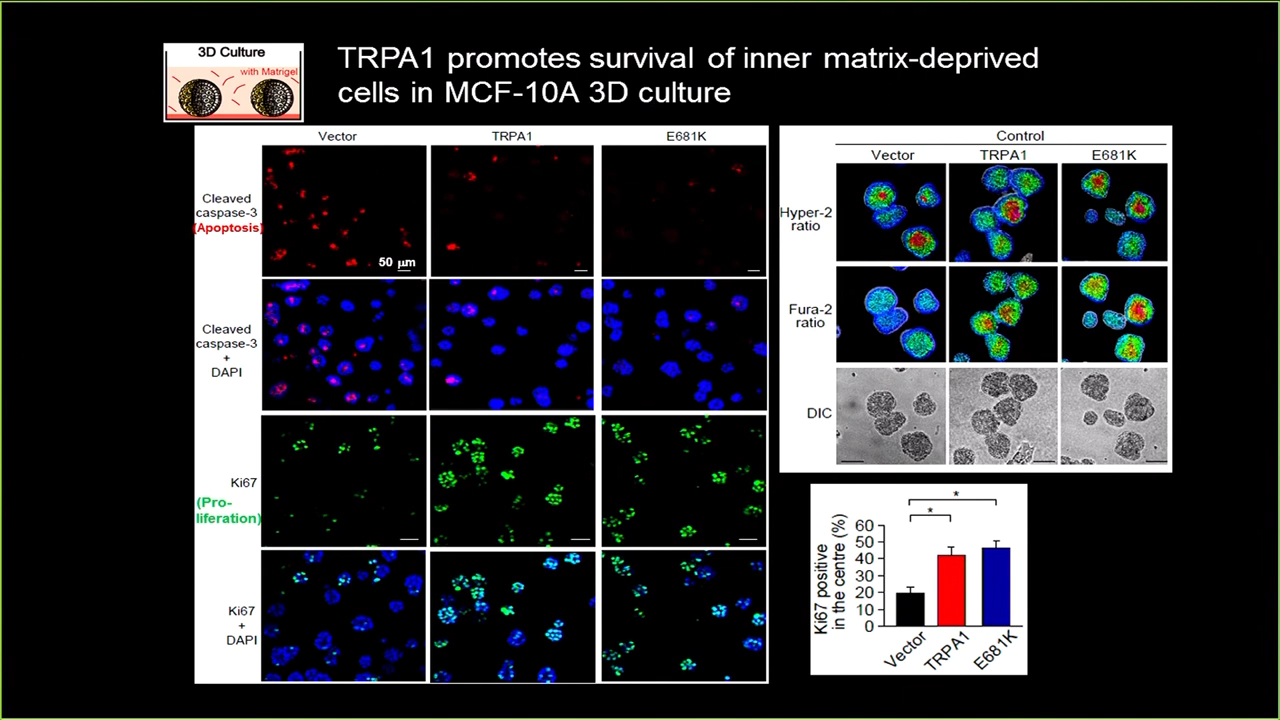 3D Culture
with Matrigel
TRPA1 promotes survival of inner matrix-deprived
cells in MCF-10A 3D culture
Vector
TRPA1
E681K
Cleaved
caspase-3
(Apoptosis)
50 µm
Cleaved
caspase-3
+
DAPI
Ki67
(Pro-
liferation)
Ki67
+
DAPI
Control
Vector
TRPA1
E681K
Hyper-2
ratio
Fura-2
ratio
DIC
*
*
Ki67 positive
in the centre (%)
60
50
40
30
20
10
0
Vector
TRPA1
E681K